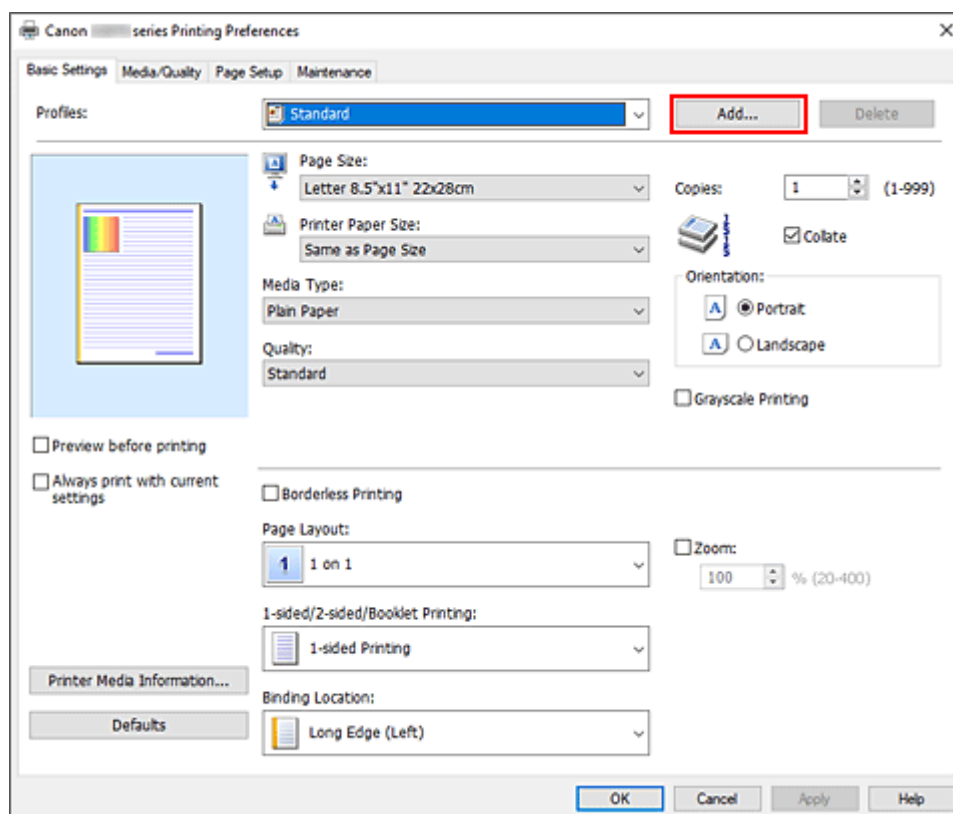 Canon series Printing Preferences
Basic Settings Media/Quality Page Setup Maintenance
Profiles: Standard Add... Delete
Page Size:
Letter 8.5"x11" 22x28cm
Copies: 1 (1-999)
Printer Paper Size:
Same as Page Size
Collate
Media Type:
Plain Paper
Orientation:
Portrait
Landscape
Quality:
Standard
Grayscale Printing
Preview before printing
Always print with current
settings
Borderless Printing
Page Layout:
1 1 on 1
Zoom:
100 % (20-400)
1-sided/2-sided/Booklet Printing:
1-sided Printing
Printer Media Information...
Binding Location:
Defaults
Long Edge (Left)
OK Cancel Apply Help